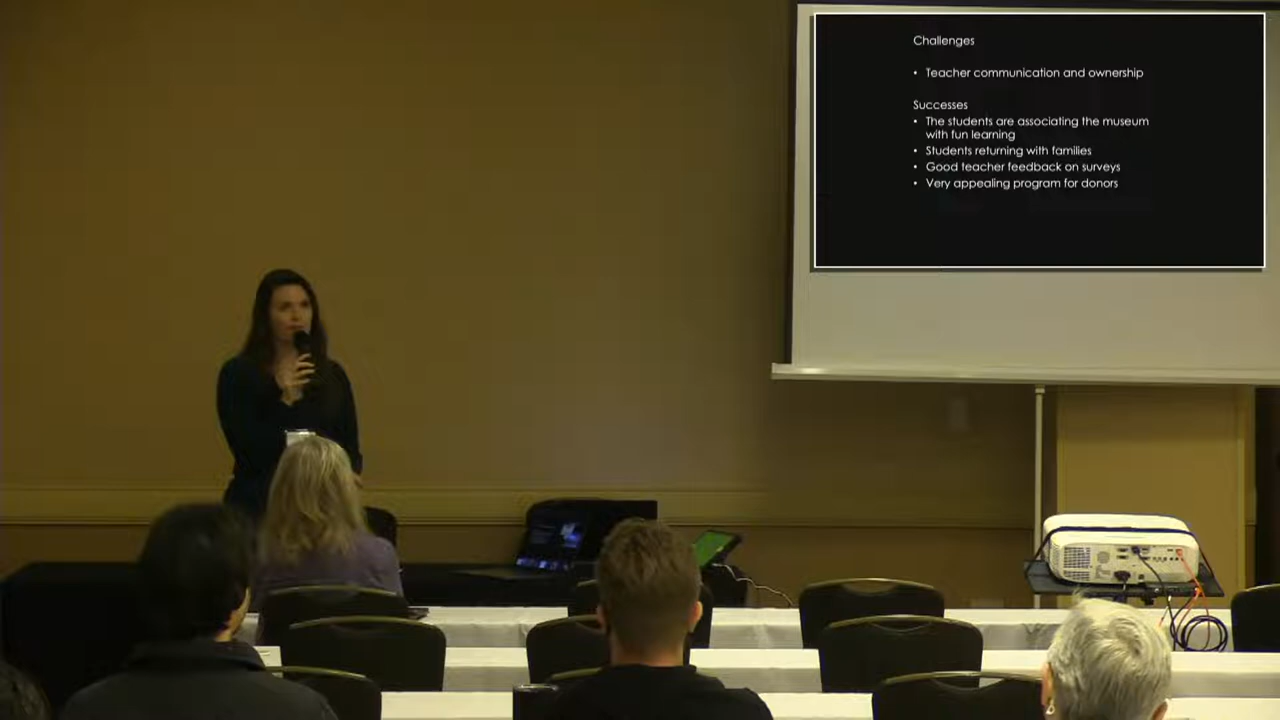 Challenges
• Teacher communication and ownership
Successes
• The students are associating the museum
with fun learning
• Students returning with families
• Good teacher feedback on surveys
• Very appealing program for donors